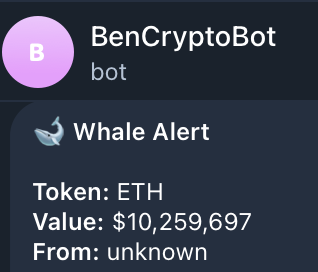 B
BenCryptoBot
bot
🐋 Whale Alert
Token: ETH
Value: $10,259,697
From: unknown